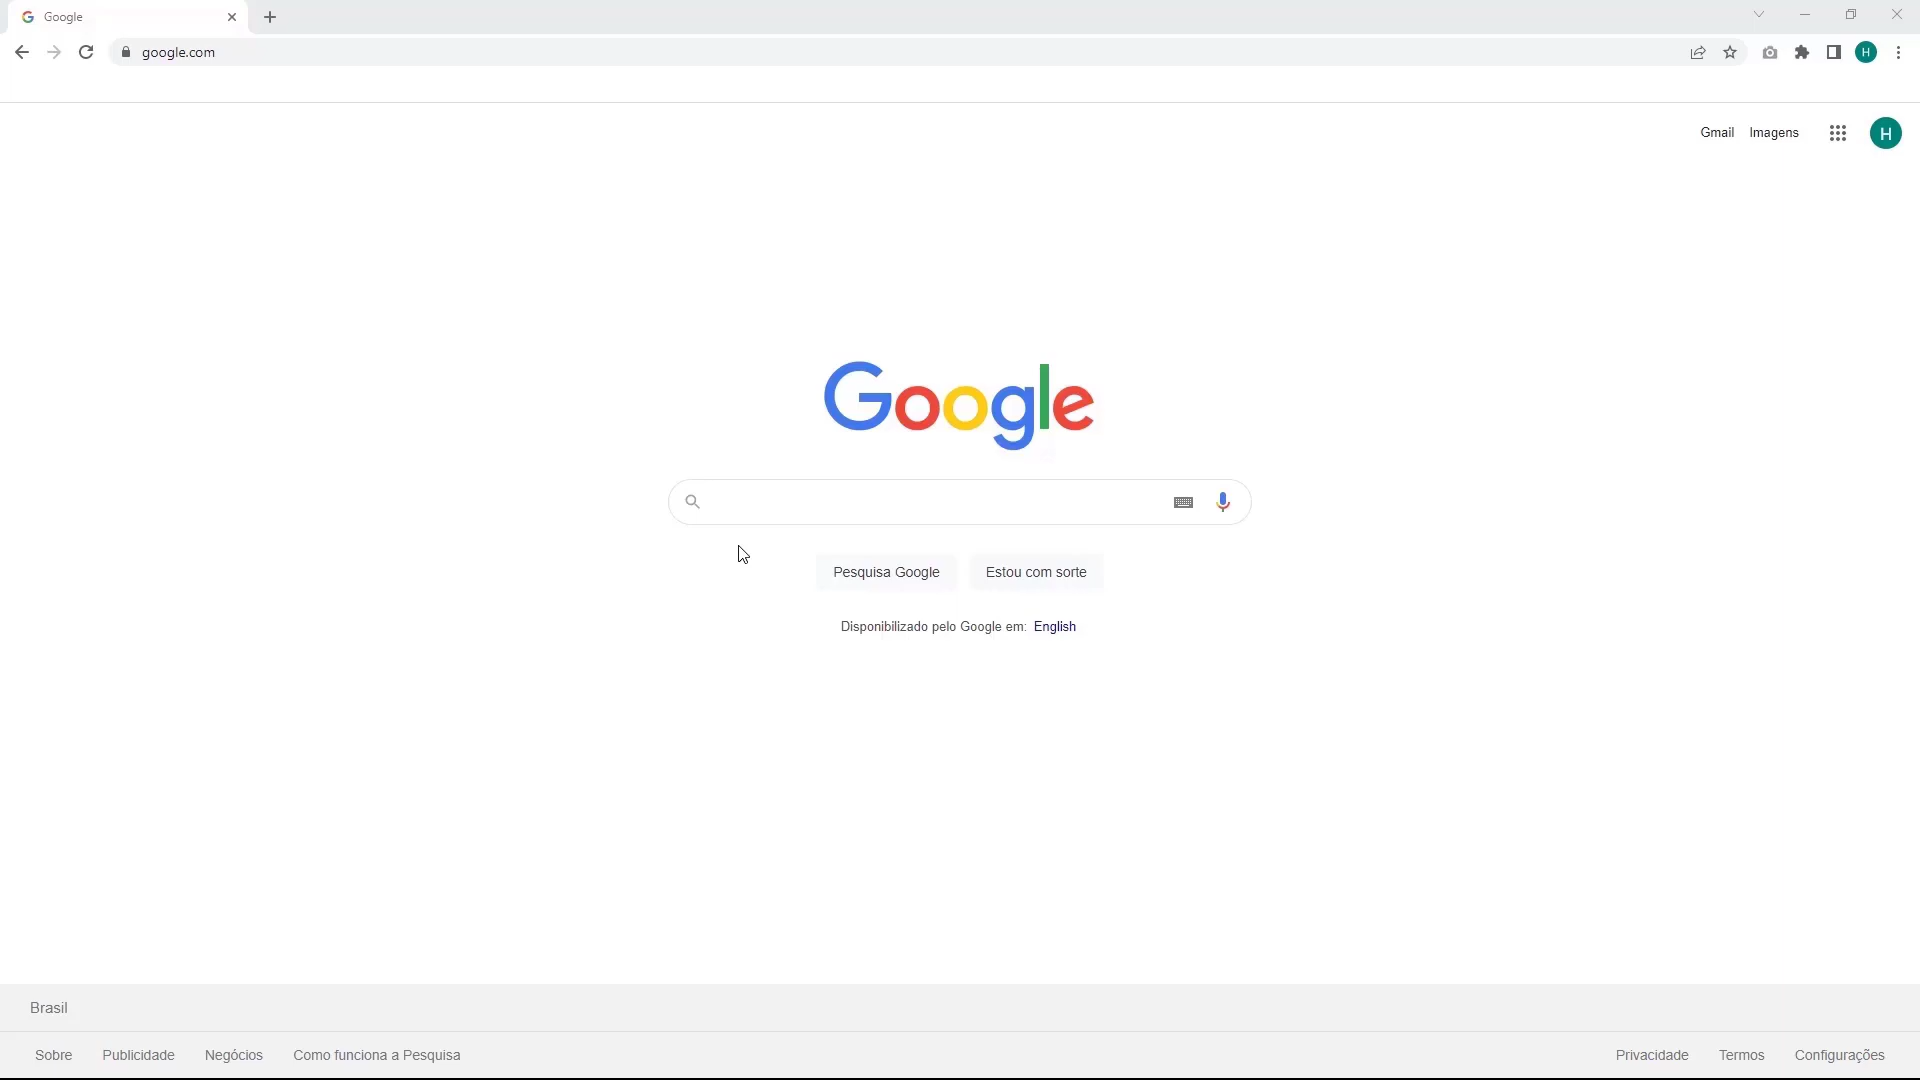 Google
google.com
H
Gmail Imagens
H
Google
Pesquisa Google Estou com sorte
Disponibilizado pelo Google em: English
Brasil
Sobre Publicidade Negócios Como funciona a Pesquisa Privacidade Termos Configurações